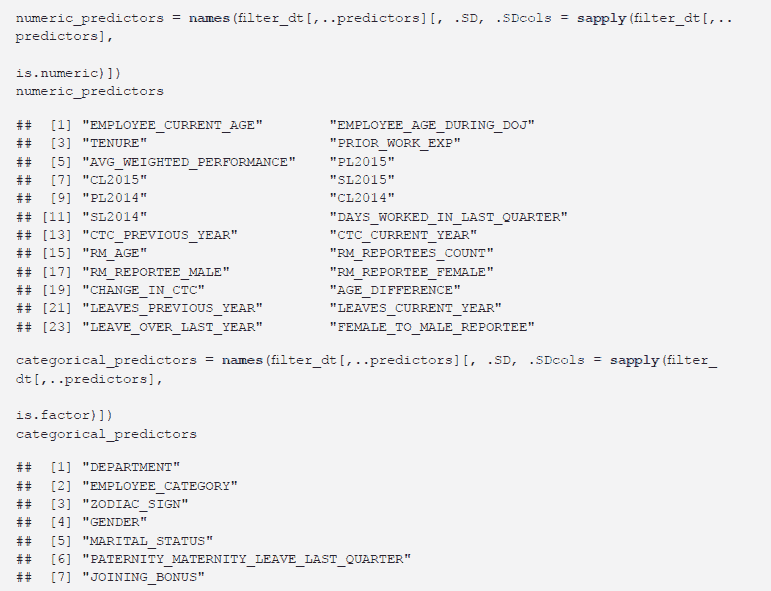 numeric_predictors = names(filter_dt[,..predictors][, .SD, .SDcols = sapply(filter_dt[,..
predictors],
is.numeric)])
numeric_predictors
##  [1] "EMPLOYEE_CURRENT_AGE"         "EMPLOYEE_AGE_DURING_DOJ"
##  [3] "TENURE"                       "PRIOR_WORK_EXP"
##  [5] "AVG_WEIGHTED_PERFORMANCE"     "PL2015"
##  [7] "CL2015"                       "SL2015"
##  [9] "PL2014"                       "CL2014"
## [11] "SL2014"                       "DAYS_WORKED_IN_LAST_QUARTER"
## [13] "CTC_PREVIOUS_YEAR"            "CTC_CURRENT_YEAR"
## [15] "RM_AGE"                       "RM_REPORTEES_COUNT"
## [17] "RM_REPORTEE_MALE"             "RM_REPORTEE_FEMALE"
## [19] "CHANGE_IN_CTC"                "AGE_DIFFERENCE"
## [21] "LEAVES_PREVIOUS_YEAR"         "LEAVES_CURRENT_YEAR"
## [23] "LEAVE_OVER_LAST_YEAR"         "FEMALE_TO_MALE_REPORTEE"
categorical_predictors = names(filter_dt[,..predictors][, .SD, .SDcols = sapply(filter_
dt[,..predictors],
is.factor)])
categorical_predictors
##  [1] "DEPARTMENT"
##  [2] "EMPLOYEE_CATEGORY"
##  [3] "ZODIAC_SIGN"
##  [4] "GENDER"
##  [5] "MARITAL_STATUS"
##  [6] "PATERNITY_MATERNITY_LEAVE_LAST_QUARTER"
##  [7] "JOINING_BONUS"